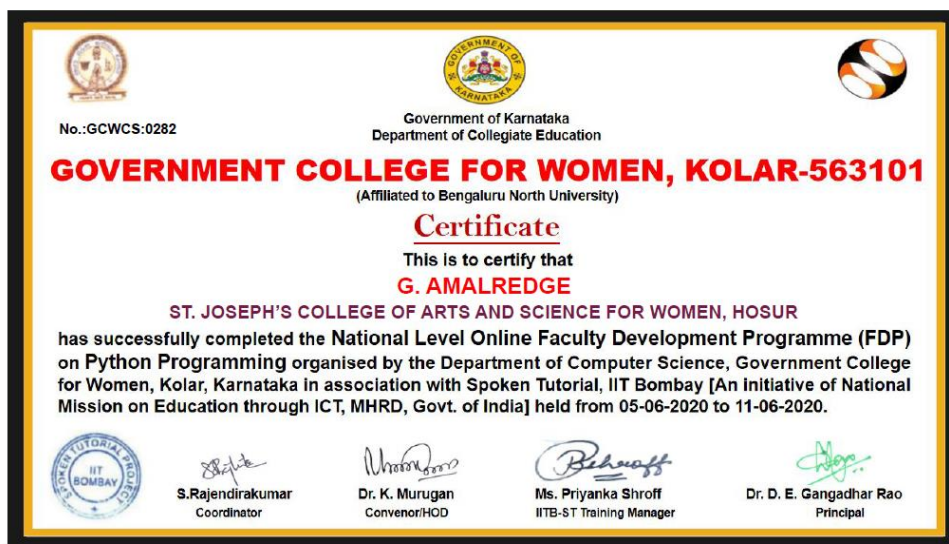 GOVERNMENT OF
KARNATAKA
No.:GCWCS:0282
Government of Karnataka
Department of Collegiate Education
GOVERNMENT COLLEGE FOR WOMEN, KOLAR-563101
(Affiliated to Bengaluru North University)
Certificate
This is to certify that
G. AMALREDGE
ST. JOSEPH'S COLLEGE OF ARTS AND SCIENCE FOR WOMEN, HOSUR
has successfully completed the National Level Online Faculty Development Programme (FDP)
on Python Programming organised by the Department of Computer Science, Government College
for Women, Kolar, Karnataka in association with Spoken Tutorial, IIT Bombay [An initiative of National
Mission on Education through ICT, MHRD, Govt. of India] held from 05-06-2020 to 11-06-2020.
SPOKEN TUTORIAL PROJECT
IIT
BOMBAY
S.Rajendirakumar
Coordinator
Dr. K. Murugan
Convenor/HOD
Ms. Priyanka Shroff
IITB-ST Training Manager
Dr. D. E. Gangadhar Rao
Principal